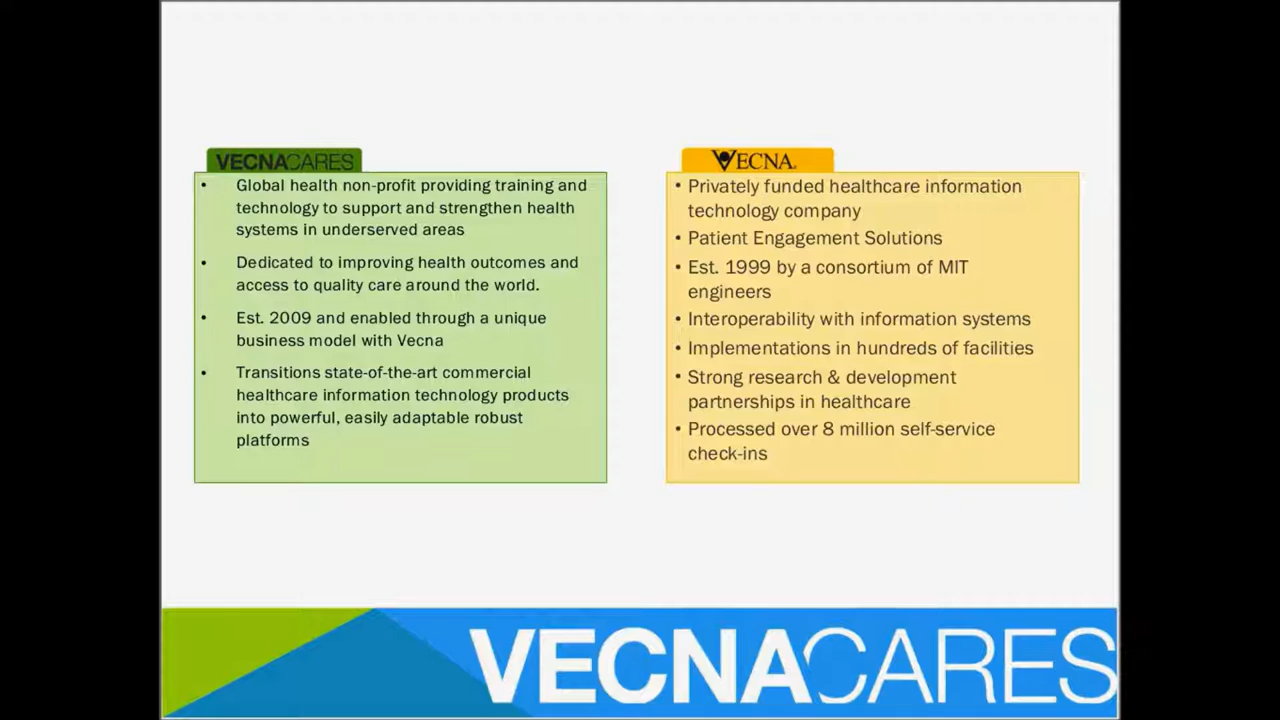 VECNACARES
• Global health non-profit providing training and
technology to support and strengthen health
systems in underserved areas
• Dedicated to improving health outcomes and
access to quality care around the world.
• Est. 2009 and enabled through a unique
business model with Vecna
• Transitions state-of-the-art commercial
healthcare information technology products
into powerful, easily adaptable robust
platforms
VECNA.
• Privately funded healthcare information
technology company
• Patient Engagement Solutions
• Est. 1999 by a consortium of MIT
engineers
• Interoperability with information systems
• Implementations in hundreds of facilities
• Strong research & development
partnerships in healthcare
• Processed over 8 million self-service
check-ins
VECNACARES